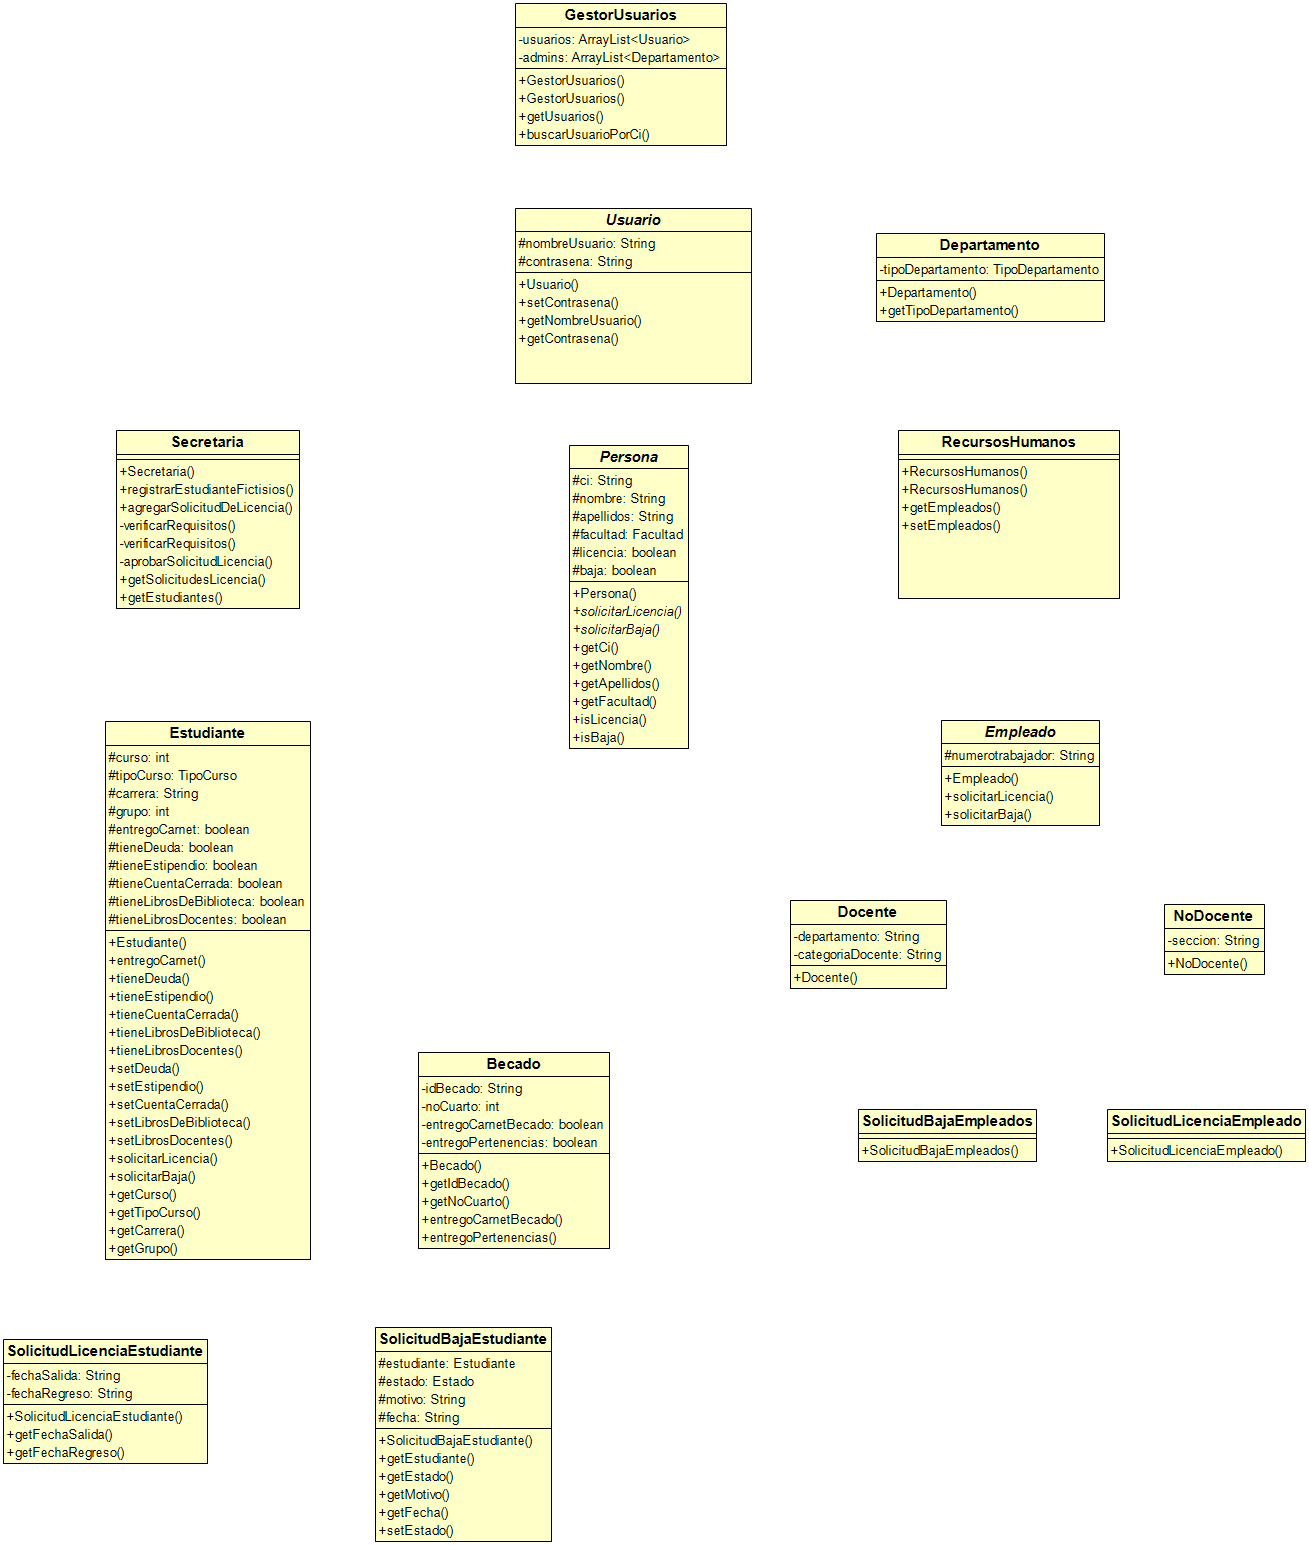 GestorUsuarios
-usuarios: ArrayList<Usuario>
-admins: ArrayList<Departamento>
+GestorUsuarios()
+GestorUsuarios()
+getUsuarios()
+buscarUsuarioPorCi()
Usuario
#nombreUsuario: String
#contrasena: String
+Usuario()
+setContrasena()
+getNombreUsuario()
+getContrasena()
Departamento
-tipoDepartamento: TipoDepartamento
+Departamento()
+getTipoDepartamento()
Secretaria
+Secretaria()
+registrarEstudianteFictisios()
+agregarSolicitudDeLicencia()
-verificarRequisitos()
-verificarRequisitos()
-aprobarSolicitudLicencia()
+getSolicitudesLicencia()
+getEstudiantes()
Persona
#ci: String
#nombre: String
#apellidos: String
#facultad: Facultad
#licencia: boolean
#baja: boolean
+Persona()
+solicitarLicencia()
+solicitarBaja()
+getCi()
+getNombre()
+getApellidos()
+getFacultad()
+isLicencia()
+isBaja()
RecursosHumanos
+RecursosHumanos()
+RecursosHumanos()
+getEmpleados()
+setEmpleados()
Estudiante
#curso: int
#tipoCurso: TipoCurso
#carrera: String
#grupo: int
#entregoCarnet: boolean
#tieneDeuda: boolean
#tieneEstipendio: boolean
#tieneCuentaCerrada: boolean
#tieneLibrosDeBiblioteca: boolean
#tieneLibrosDocentes: boolean
+Estudiante()
+entregoCarnet()
+tieneDeuda()
+tieneEstipendio()
+tieneCuentaCerrada()
+tieneLibrosDeBiblioteca()
+tieneLibrosDocentes()
+setDeuda()
+setEstipendio()
+setCuentaCerrada()
+setLibrosDeBiblioteca()
+setLibrosDocentes()
+solicitarLicencia()
+solicitarBaja()
+getCurso()
+getTipoCurso()
+getCarrera()
+getGrupo()
Empleado
#numerotrabajador: String
+Empleado()
+solicitarLicencia()
+solicitarBaja()
Docente
-departamento: String
-categoriaDocente: String
+Docente()
NoDocente
-seccion: String
+NoDocente()
Becado
-idBecado: String
-noCuarto: int
-entregoCarnetBecado: boolean
-entregoPertenencias: boolean
+Becado()
+getIdBecado()
+getNoCuarto()
+entregoCarnetBecado()
+entregoPertenencias()
SolicitudBajaEmpleados
+SolicitudBajaEmpleados()
SolicitudLicenciaEmpleado
+SolicitudLicenciaEmpleado()
SolicitudLicenciaEstudiante
-fechaSalida: String
-fechaRegreso: String
+SolicitudLicenciaEstudiante()
+getFechaSalida()
+getFechaRegreso()
SolicitudBajaEstudiante
#estudiante: Estudiante
#estado: Estado
#motivo: String
#fecha: String
+SolicitudBajaEstudiante()
+getEstudiante()
+getEstado()
+getMotivo()
+getFecha()
+setEstado()